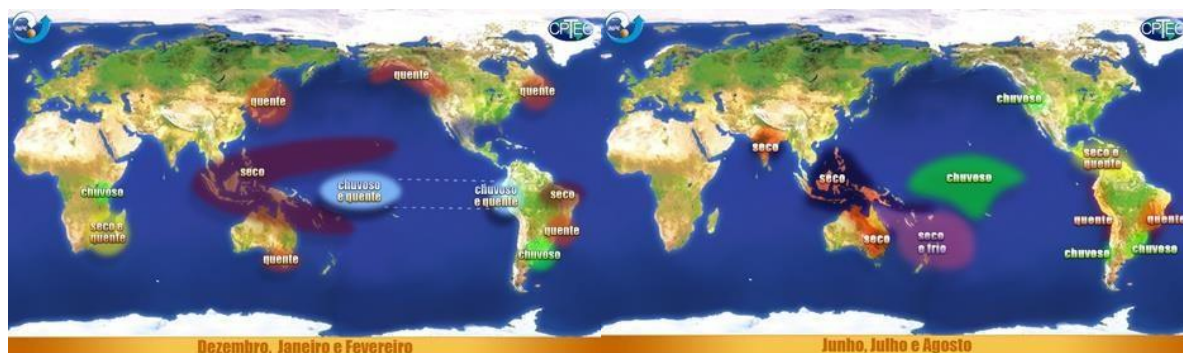 CPTEC
quente
quente
quente
seco
chuvoso
e quente
chuvoso
e quente
seco
chuvoso
seco e
quente
quente
quente
chuvoso
Dezembro, Janeiro e Fevereiro
CPTEC
chuvoso
seco
seco e
quente
seco
chuvoso
quente
quente
seco
seco
e frio
chuvoso
chuvoso
Junho, Julho e Agosto